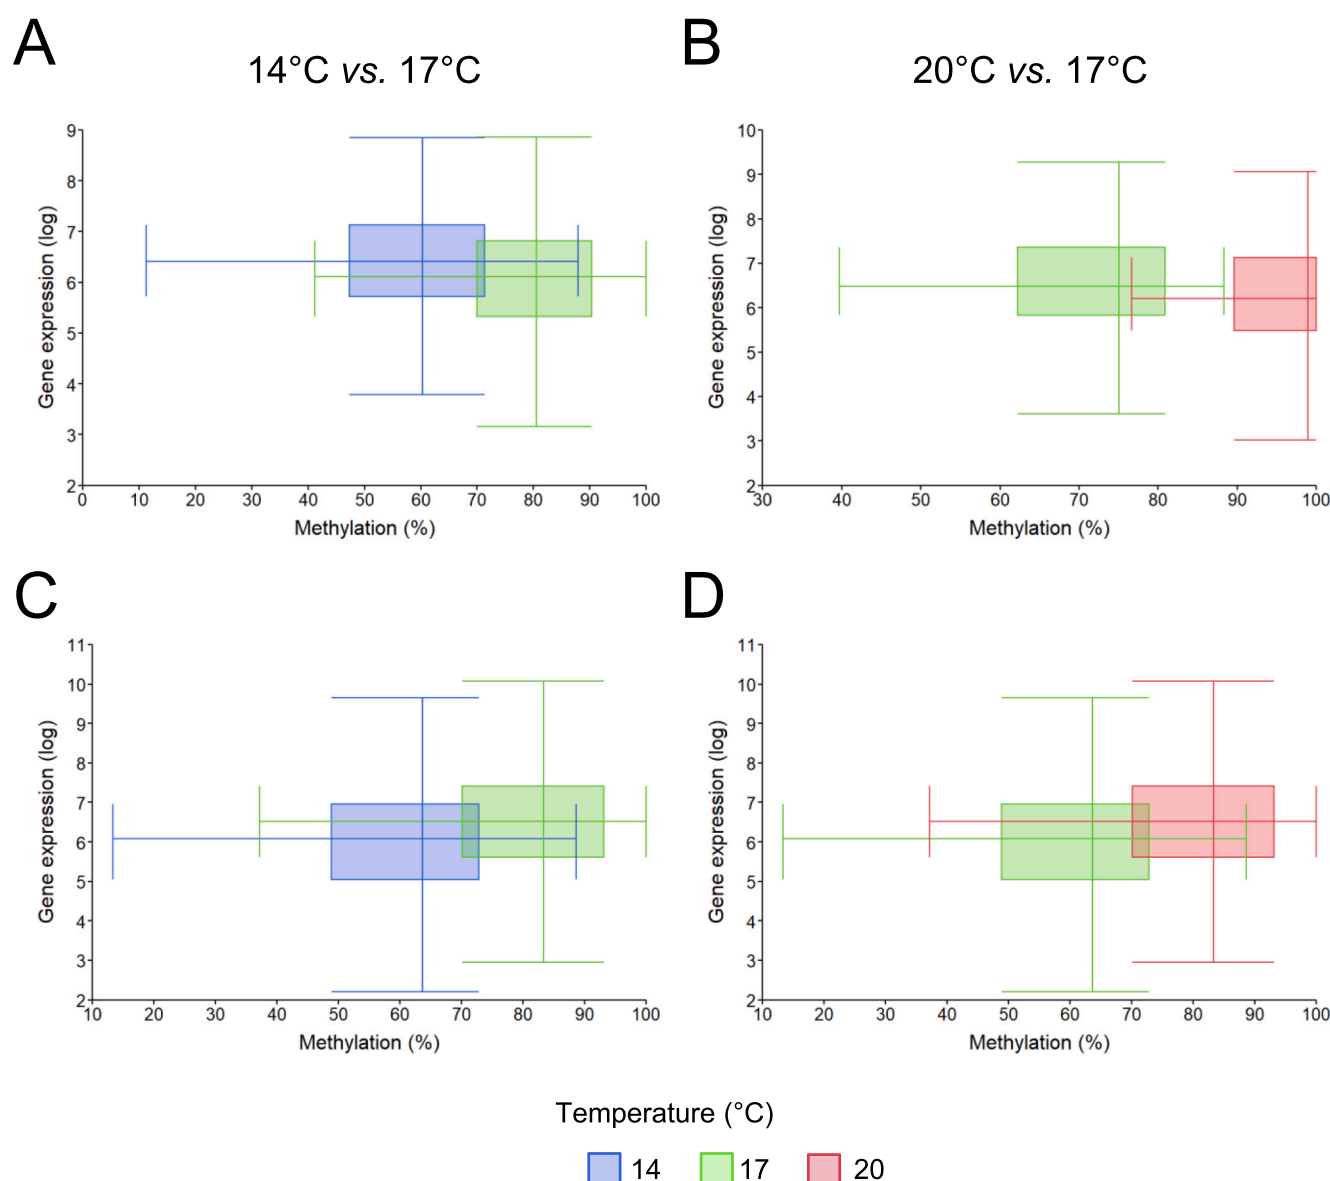 A
B
14°C vs. 17°C
20°C vs. 17°C
9
8
7
6
5
4
3
2
Gene expression (log)
0 10 20 30 40 50 60 70 80 90 100
Methylation (%)
10
9
8
7
6
5
4
3
2
Gene expression (log)
30 40 50 60 70 80 90 100
Methylation (%)
C
D
11
10
9
8
7
6
5
4
3
2
Gene expression (log)
10 20 30 40 50 60 70 80 90 100
Methylation (%)
11
10
9
8
7
6
5
4
3
2
Gene expression (log)
10 20 30 40 50 60 70 80 90 100
Methylation (%)
Temperature (°C)
14 17 20